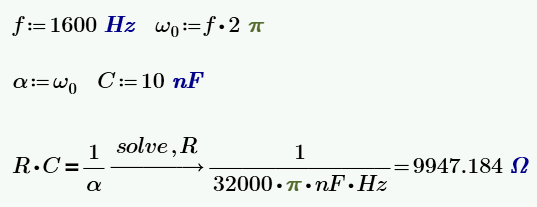 f:=1600 Hz ω₀:=f•2 π
α:=ω₀ C:=10 nF
R•C=1/α solve,R → 1/(32000•π•nF•Hz)=9947.184 Ω